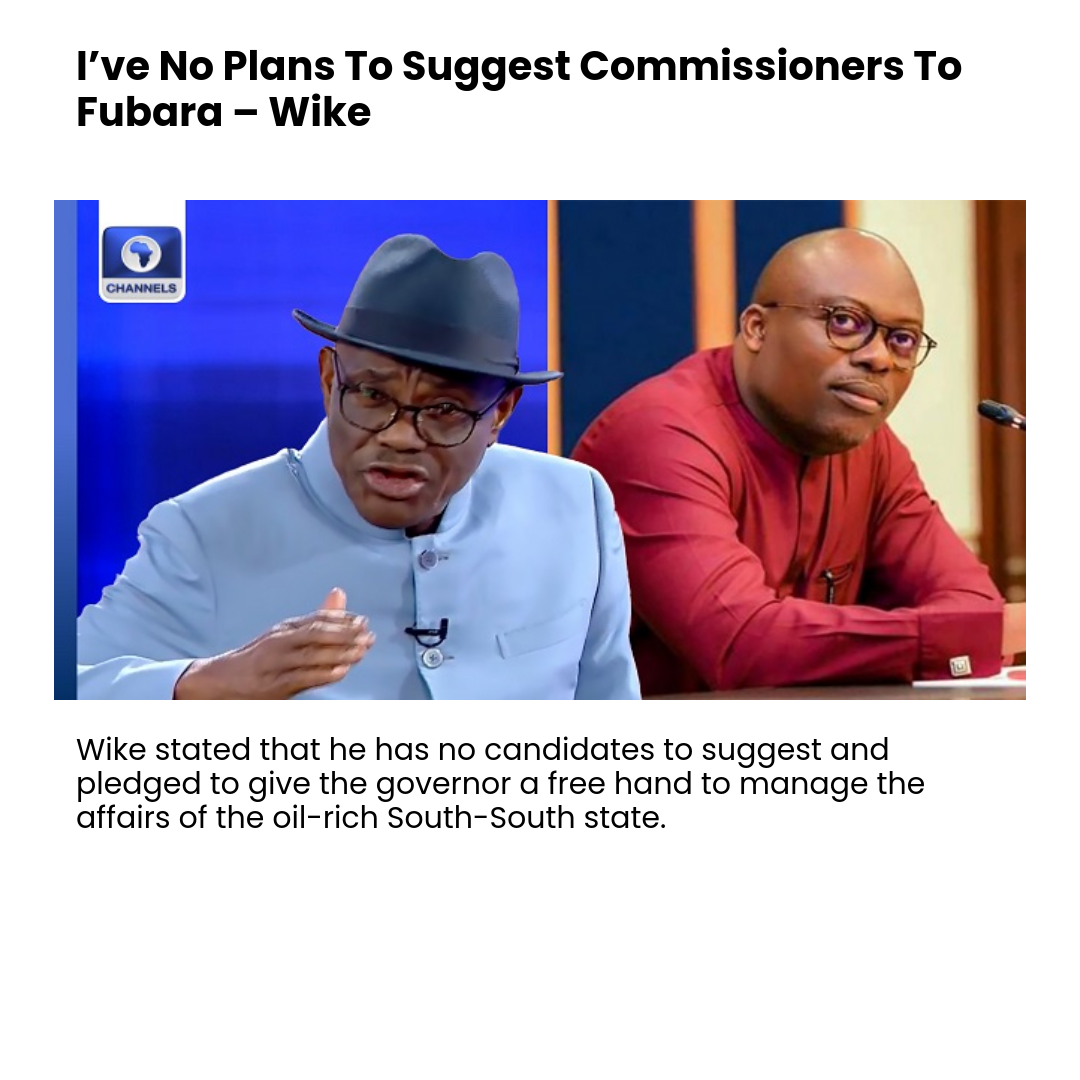 I’ve No Plans To Suggest Commissioners To
Fubara – Wike
CHANNELS
Wike stated that he has no candidates to suggest and
pledged to give the governor a free hand to manage the
affairs of the oil-rich South-South state.